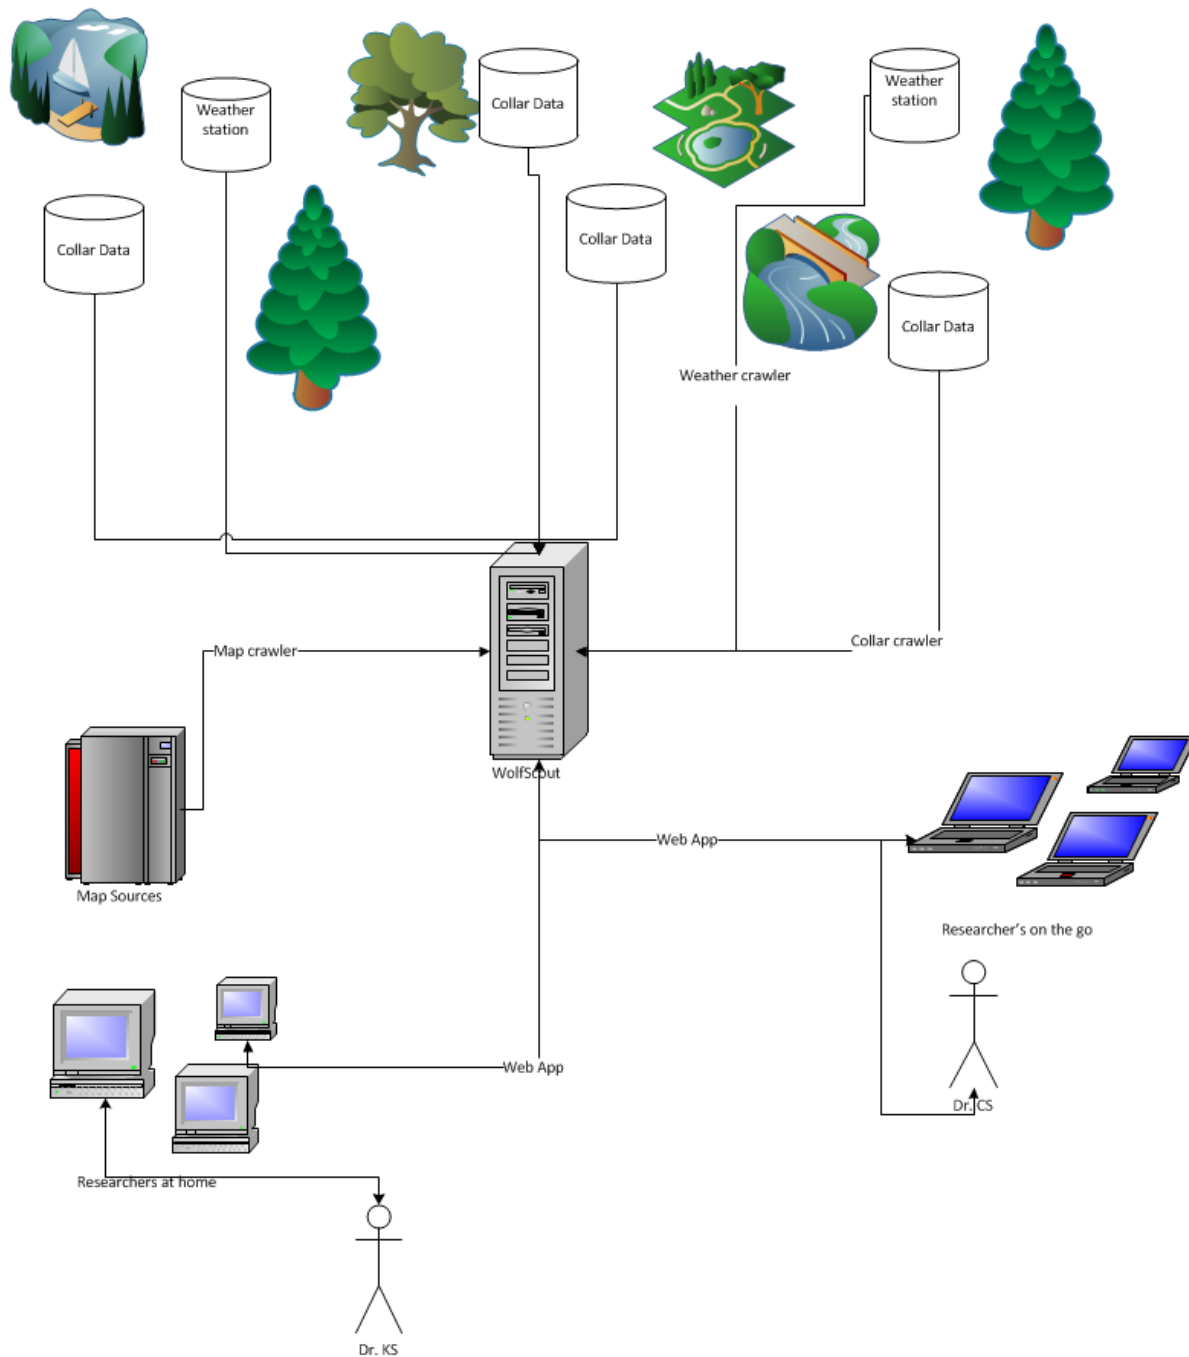 Weather
station
Collar Data
Weather
station
Collar Data
Collar Data
Collar Data
Weather crawler
Collar crawler
Map crawler
WolfScout
Web App
Map Sources
Researcher's on the go
Web App
Dr. CS
Researchers at home
Dr. KS